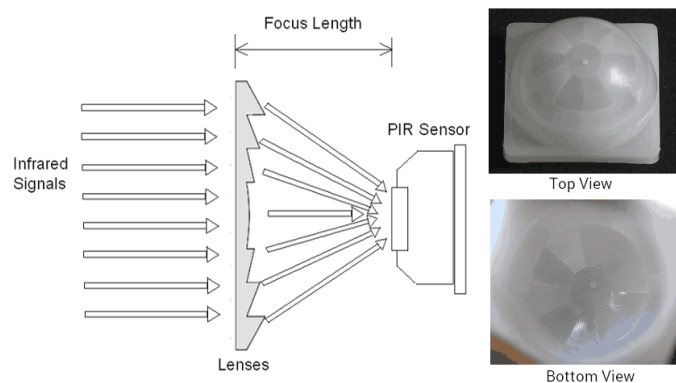 Focus Length
PIR Sensor
Infrared
Signals
Lenses
Top View
Bottom View